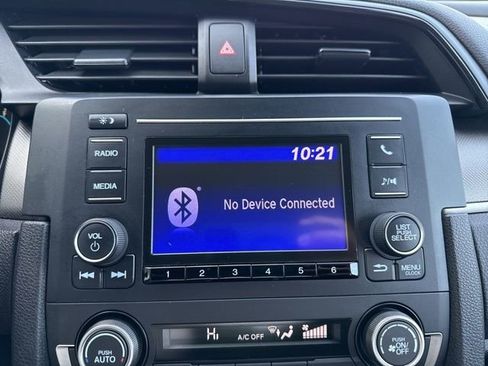 10:21
RADIO
MEDIA
No Device Connected
VOL
LIST
PUSH
SELECT
MENU
CLOCK
1 2 3 4 5 6
HI
A/C OFF
PUSH
AUTO
PUSH
ON/
OFF